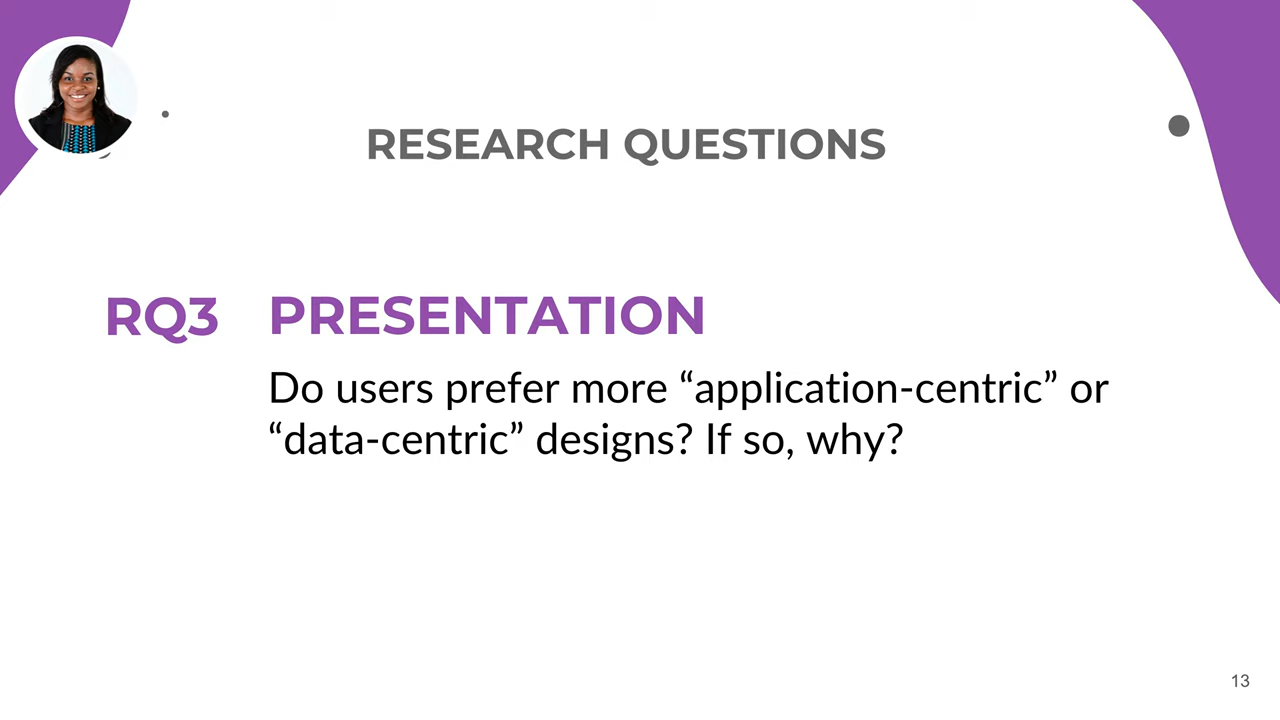 RESEARCH QUESTIONS
RQ3 PRESENTATION
Do users prefer more “application-centric” or
“data-centric” designs? If so, why?
13